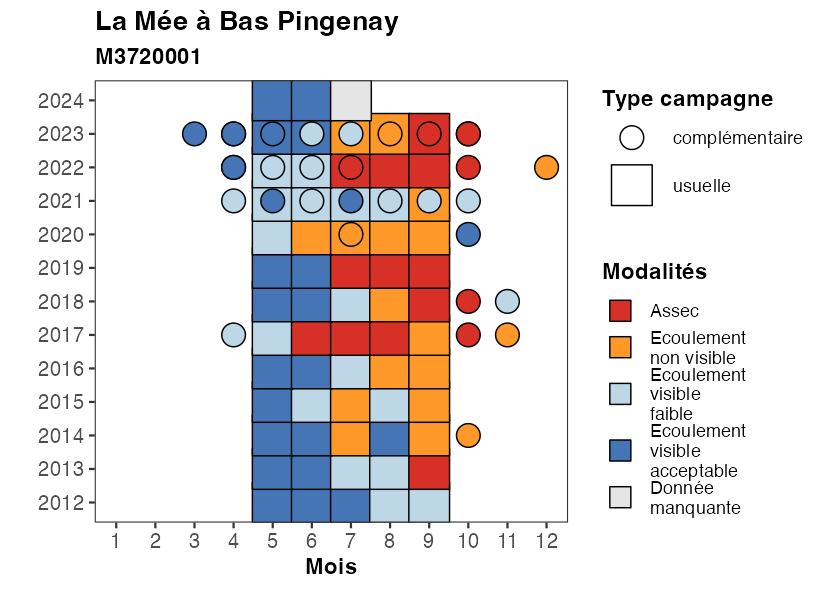 La Mée à Bas Pingenay
M3720001
2024
2023
2022
2021
2020
2019
2018
2017
2016
2015
2014
2013
2012
1 2 3 4 5 6 7 8 9 10 11 12
Mois
Type campagne
complémentaire
usuelle
Modalités
Assec
Ecoulement
non visible
Ecoulement
visible
faible
Ecoulement
visible
acceptable
Donnée
manquante